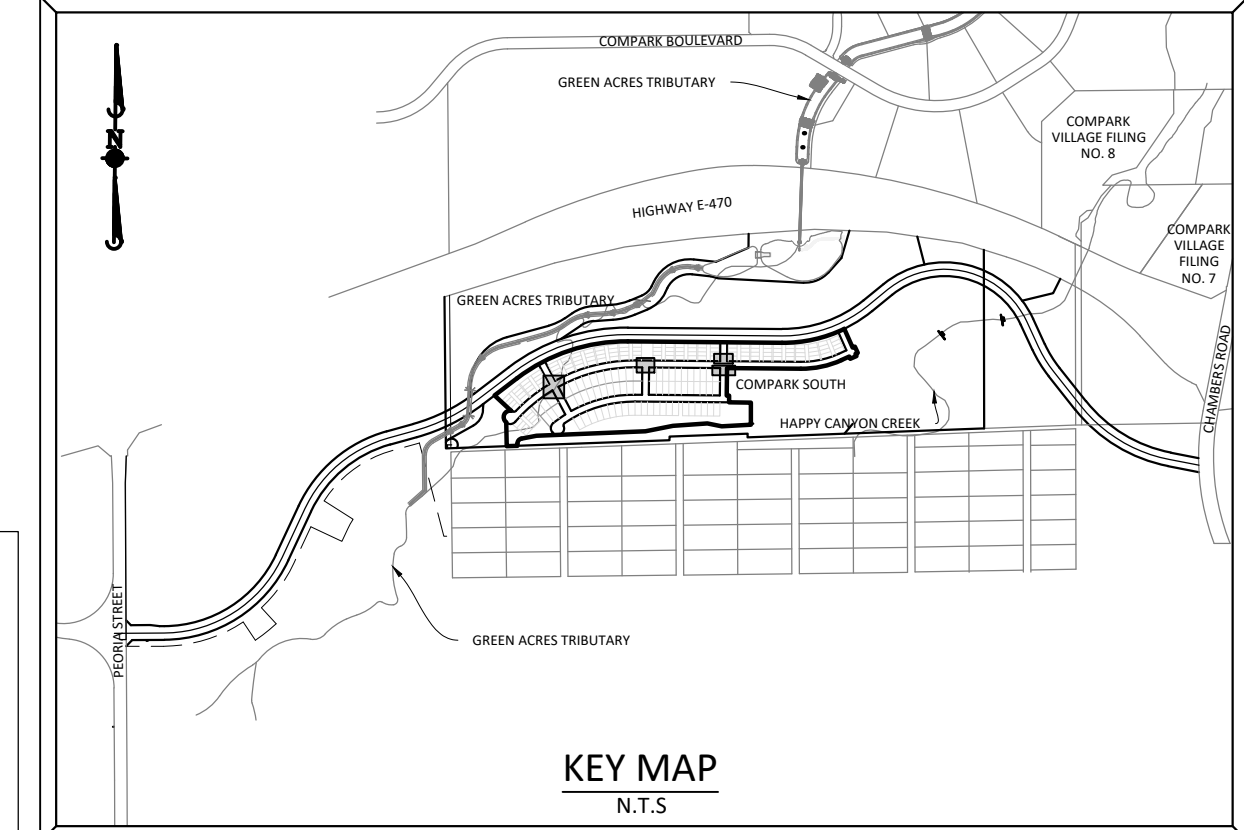 COMPARK BOULEVARD
GREEN ACRES TRIBUTARY
N
COMPARK
VILLAGE FILING
NO. 8
HIGHWAY E-470
COMPARK
VILLAGE
FILING
NO. 7
GREEN ACRES TRIBUTARY
CHAMBERS ROAD
COMPARK SOUTH
HAPPY CANYON CREEK
PEORIA STREET
GREEN ACRES TRIBUTARY
KEY MAP
N.T.S